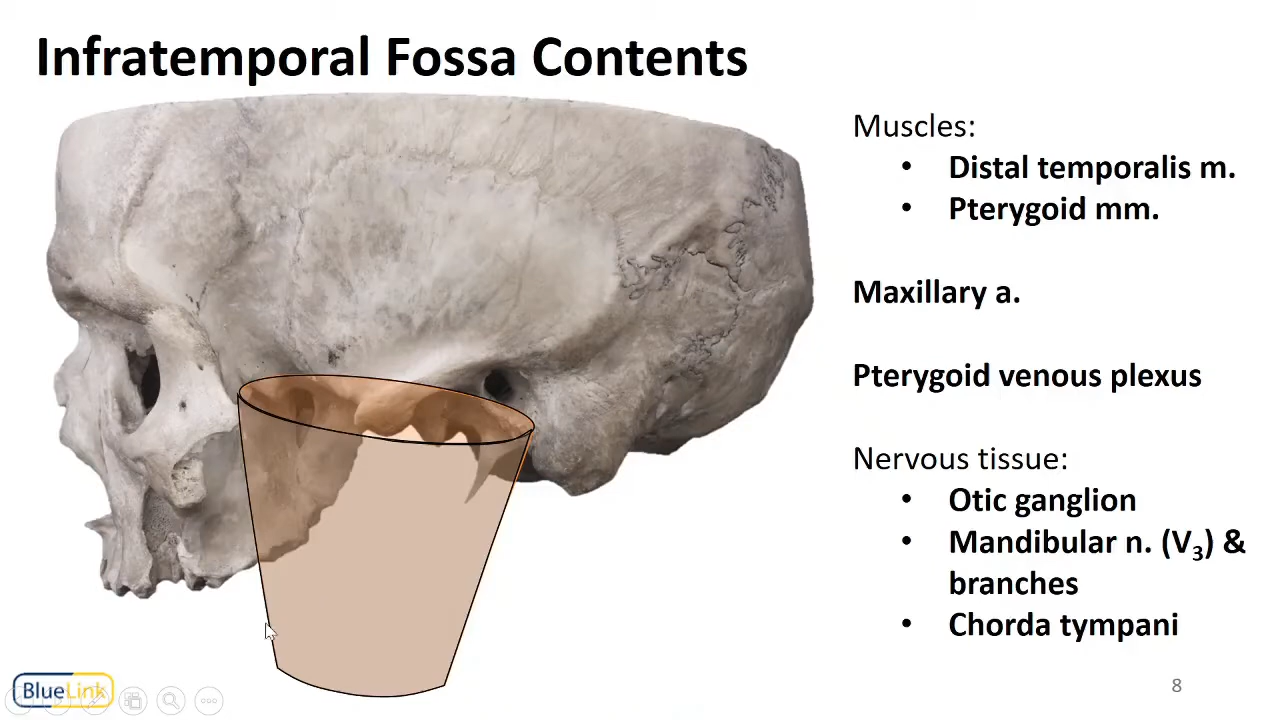 Infratemporal Fossa Contents
Muscles:
• Distal temporalis m.
• Pterygoid mm.
Maxillary a.
Pterygoid venous plexus
Nervous tissue:
• Otic ganglion
• Mandibular n. (V₃) &
branches
• Chorda tympani
BlueLink
8